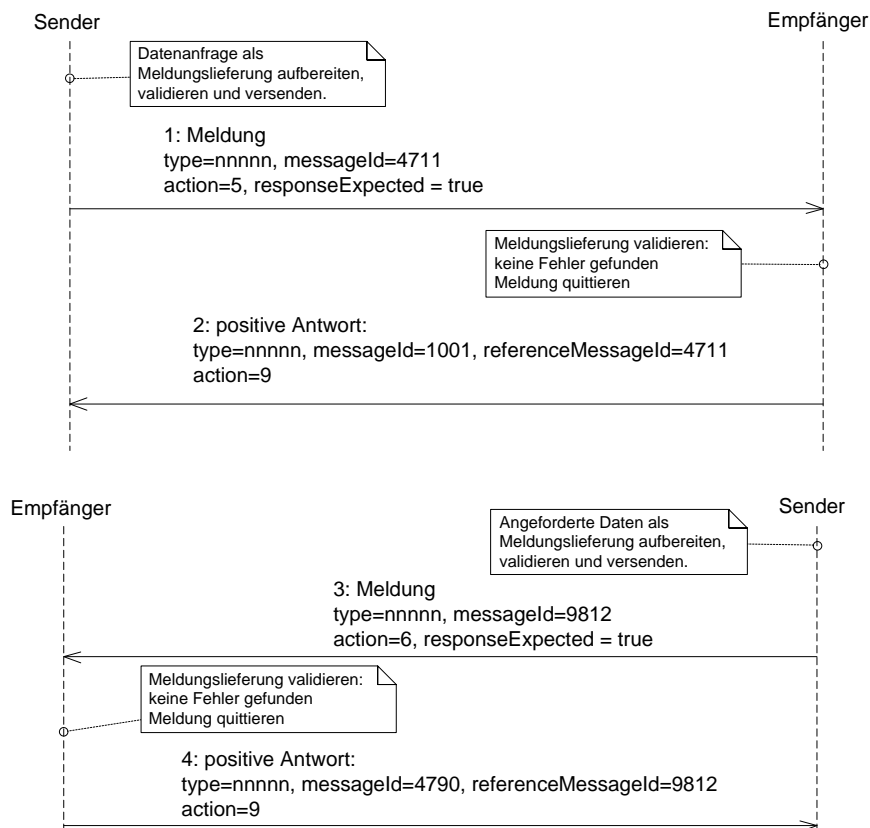 Sender
Empfänger
Datenanfrage als
Meldungslieferung aufbereiten,
validieren und versenden.
1: Meldung
type=nnnnn, messageId=4711
action=5, responseExpected = true
Meldungslieferung validieren:
keine Fehler gefunden
Meldung quittieren
2: positive Antwort:
type=nnnnn, messageId=1001, referenceMessageId=4711
action=9
Empfänger
Sender
Angeforderte Daten als
Meldungslieferung aufbereiten,
validieren und versenden.
3: Meldung
type=nnnnn, messageId=9812
action=6, responseExpected = true
Meldungslieferung validieren:
keine Fehler gefunden
Meldung quittieren
4: positive Antwort:
type=nnnnn, messageId=4790, referenceMessageId=9812
action=9